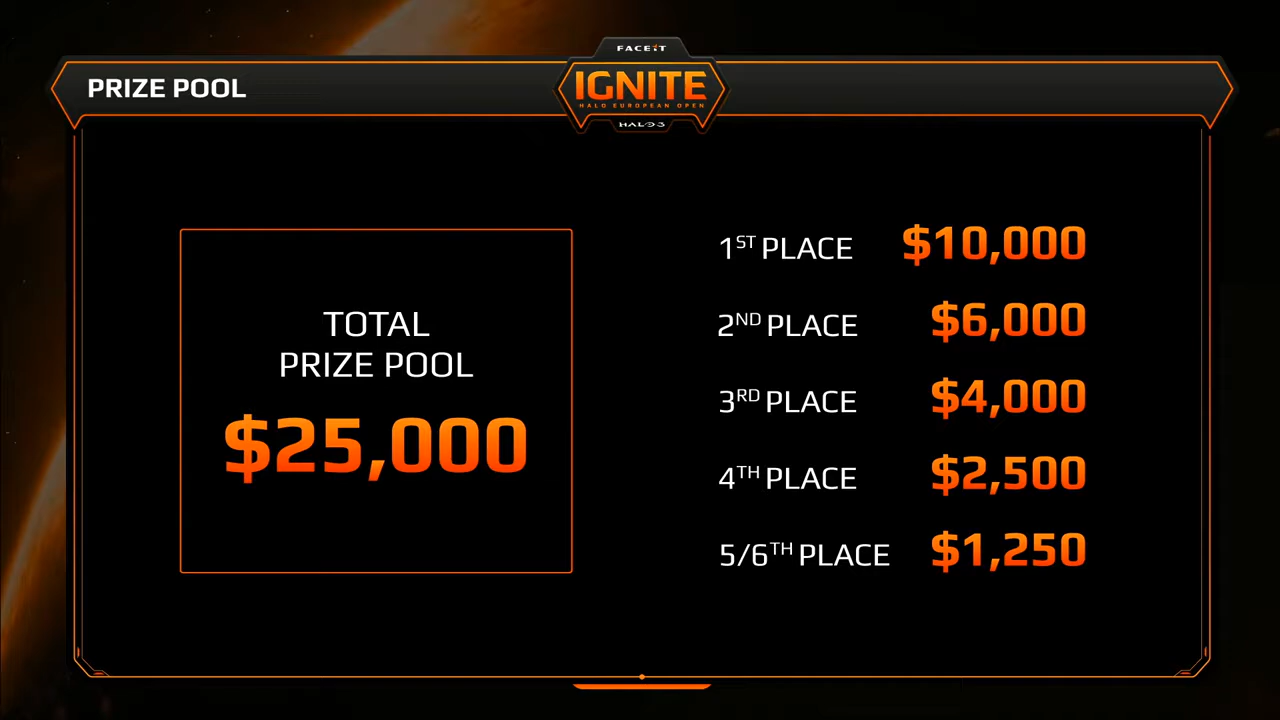 FACEIT
PRIZE POOL
IGNITE
HALO EUROPEAN OPEN
HALO 3
TOTAL
PRIZE POOL
$25,000
1ST PLACE $10,000
2ND PLACE $6,000
3RD PLACE $4,000
4TH PLACE $2,500
5/6TH PLACE $1,250